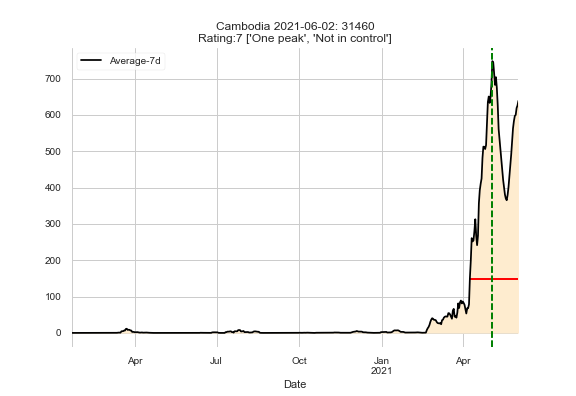 Cambodia 2021-06-02: 31460
Rating:7 ['One peak', 'Not in control']
Average-7d
700
600
500
400
300
200
100
0
Apr
Jul
Oct
Jan
2021
Apr
Date